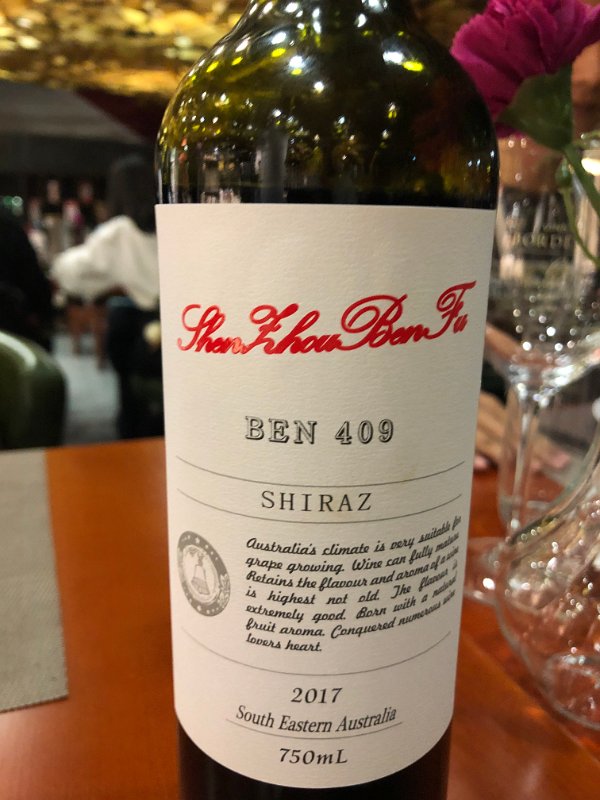 ShenZhouBenFu
BEN 409
SHIRAZ
Australia's climate is very suitable for
grape growing. Wine can fully mature
Retains the flavour and aroma of a wine
is highest not old. The flavour is
extremely good. Born with a natural
fruit aroma. Conquered numerous wine
lovers heart.
2017
South Eastern Australia
750mL